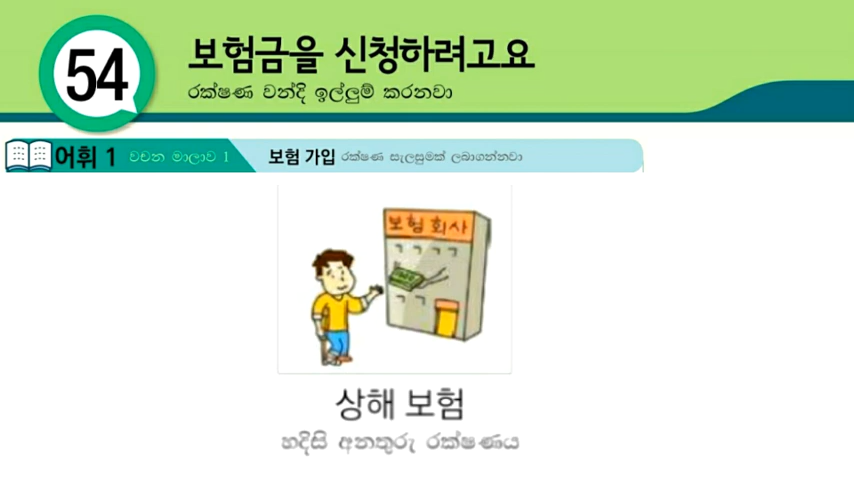 54
보험금을 신청하려고요
රක්ෂණ වන්දි ඉල්ලුම් කරනවා
어휘 1 වචන මාලාව 1 보험 가입 රක්ෂණ සැලසුමක් ලබාගන්නවා
보험회사
상해 보험
හදිසි අනතුරු රක්ෂණය